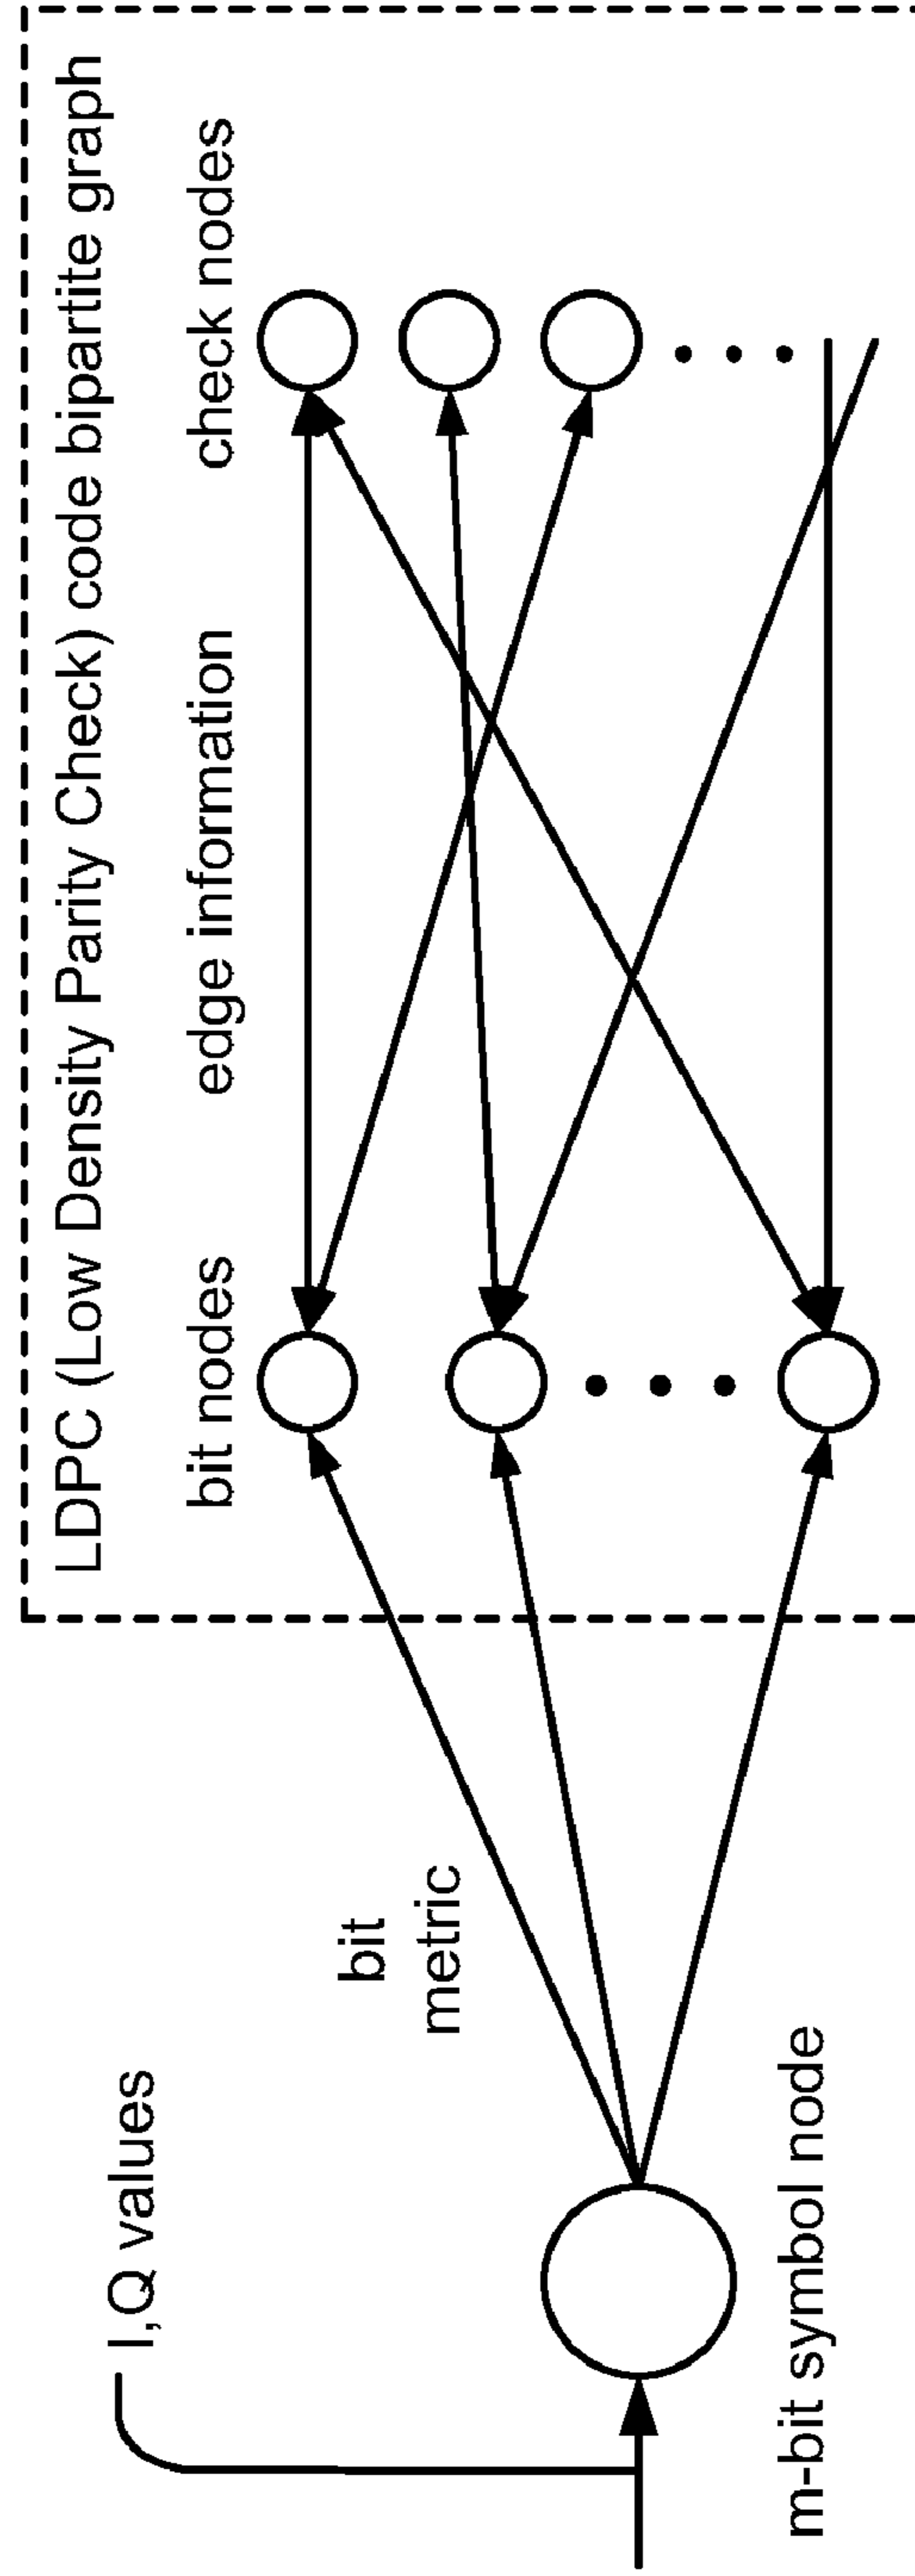 LDPC (Low Density Parity Check) code bipartite graph
I,Q values
bit nodes
edge information
check nodes
bit
metric
m-bit symbol node